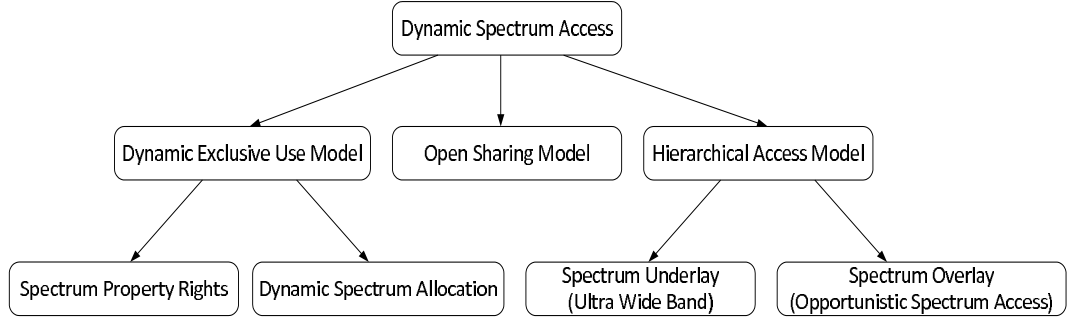 Dynamic Spectrum Access
Dynamic Exclusive Use Model
Open Sharing Model
Hierarchical Access Model
Spectrum Property Rights
Dynamic Spectrum Allocation
Spectrum Underlay
(Ultra Wide Band)
Spectrum Overlay
(Opportunistic Spectrum Access)